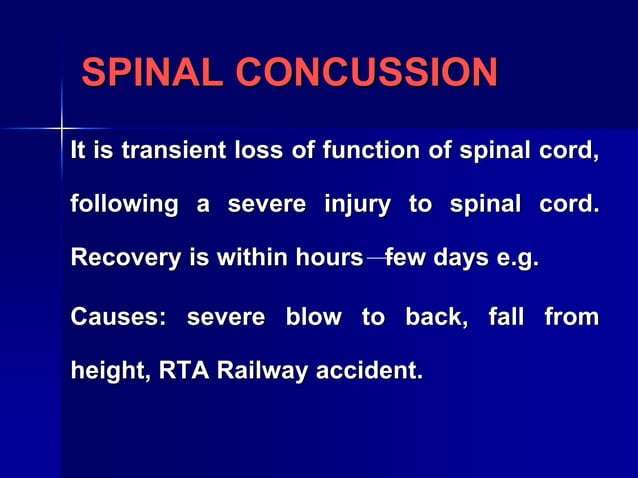 SPINAL CONCUSSION
It is transient loss of function of spinal cord,
following a severe injury to spinal cord.
Recovery is within hours—few days e.g.
Causes: severe blow to back, fall from
height, RTA Railway accident.